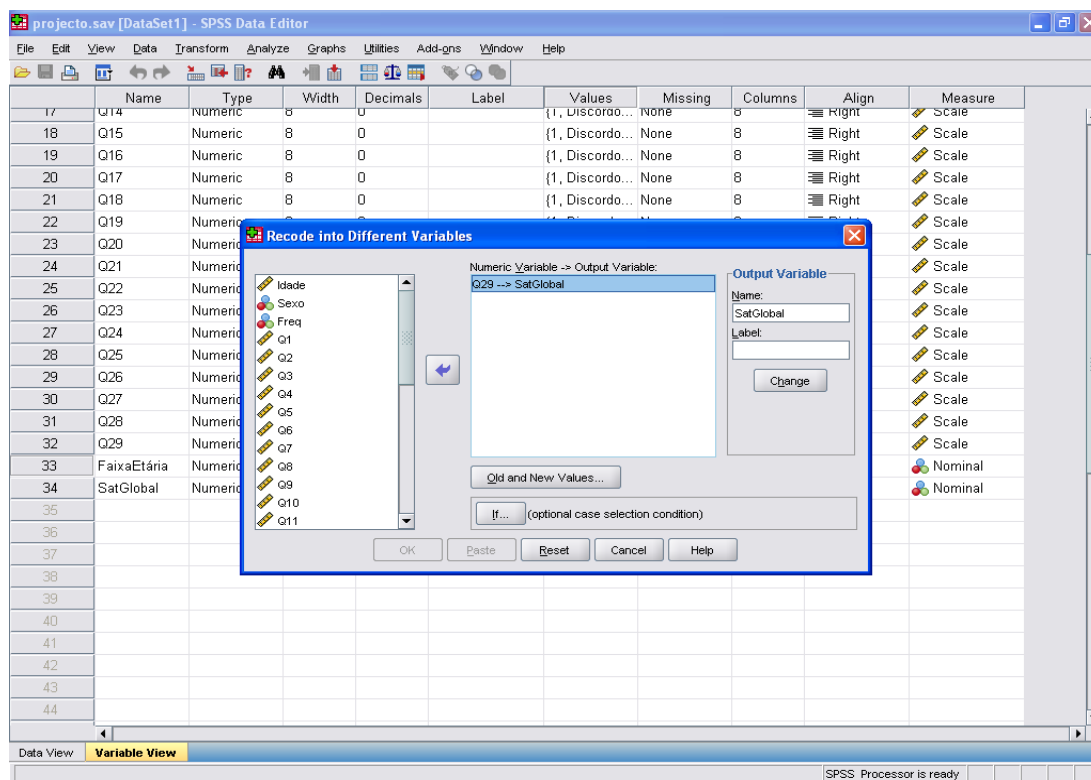 projecto.sav [DataSet1] - SPSS Data Editor
File Edit View Data Transform Analyze Graphs Utilities Add-ons Window Help
Name Type Width Decimals Label Values Missing Columns Align Measure
17 Q14 Numeric 8 0 {1, Discordo... None 8 Right Scale
18 Q15 Numeric 8 0 {1, Discordo... None 8 Right Scale
19 Q16 Numeric 8 0 {1, Discordo... None 8 Right Scale
20 Q17 Numeric 8 0 {1, Discordo... None 8 Right Scale
21 Q18 Numeric 8 0 {1, Discordo... None 8 Right Scale
22 Q19 Numeric Scale
23 Q20 Numeric Scale
24 Q21 Numeric Scale
25 Q22 Numeric Scale
26 Q23 Numeric Scale
27 Q24 Numeric Scale
28 Q25 Numeric Scale
29 Q26 Numeric Scale
30 Q27 Numeric Scale
31 Q28 Numeric Scale
32 Q29 Numeric Scale
33 FaixaEtária Numeric Nominal
34 SatGlobal Numeric Nominal
35
36
37
38
39
40
41
42
43
44
Recode into Different Variables
Idade
Sexo
Freq
Q1
Q2
Q3
Q4
Q5
Q6
Q7
Q8
Q9
Q10
Q11
Numeric Variable -> Output Variable:
Q29 --> SatGlobal
Output Variable
Name:
SatGlobal
Label:
Change
Old and New Values...
If... (optional case selection condition)
OK Paste Reset Cancel Help
Data View Variable View
SPSS Processor is ready